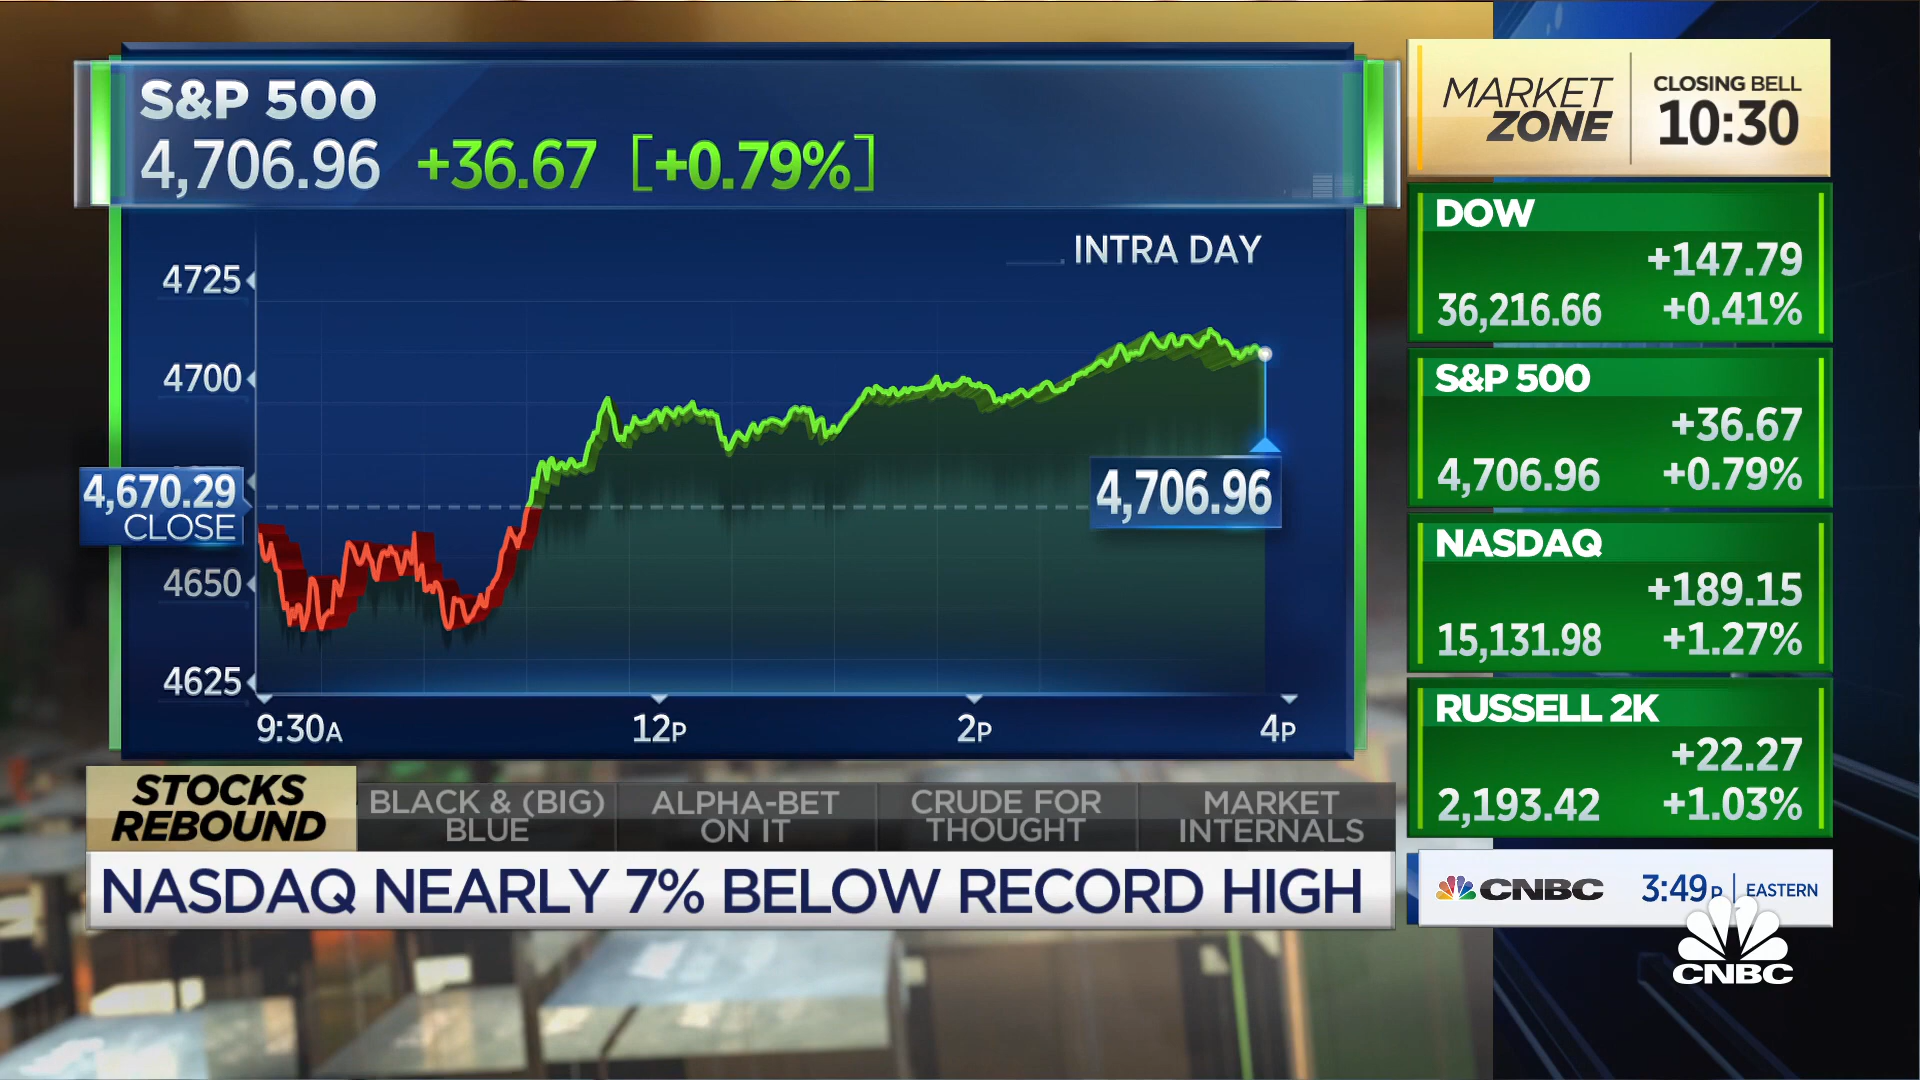 S&P 500
4,706.96 +36.67 [+0.79%]
INTRA DAY
4725
4700
4,670.29
CLOSE
4650
4625
4,706.96
9:30A 12P 2P 4P
MARKET
ZONE
CLOSING BELL
10:30
DOW
+147.79
36,216.66 +0.41%
S&P 500
+36.67
4,706.96 +0.79%
NASDAQ
+189.15
15,131.98 +1.27%
RUSSELL 2K
+22.27
2,193.42 +1.03%
STOCKS
REBOUND
BLACK & (BIG)
BLUE
ALPHA-BET
ON IT
CRUDE FOR
THOUGHT
MARKET
INTERNALS
NASDAQ NEARLY 7% BELOW RECORD HIGH
CNBC 3:49P EASTERN
CNBC